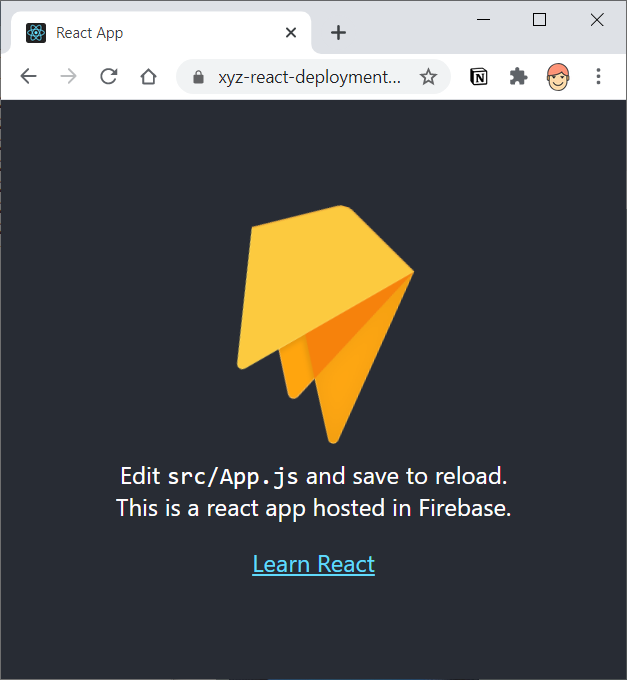 React App
xyz-react-deployment...
Edit src/App.js and save to reload.
This is a react app hosted in Firebase.
Learn React